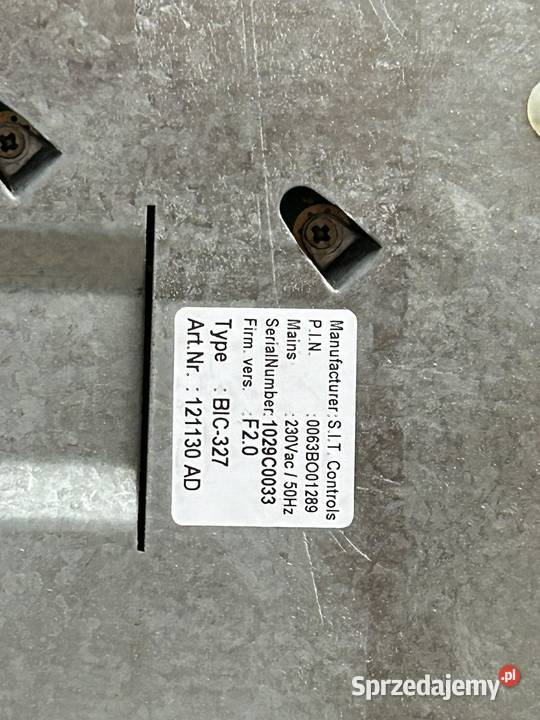 Manufacturer: S.I.T. Controls
P.I.N. : 0063BO01289
Mains : 230Vac / 50Hz
SerialNumber: 1029C0033
Firm. vers. : F2.0
Type : BIC-327
Art.Nr. : 121130 AD
Sprzedajemy.pl